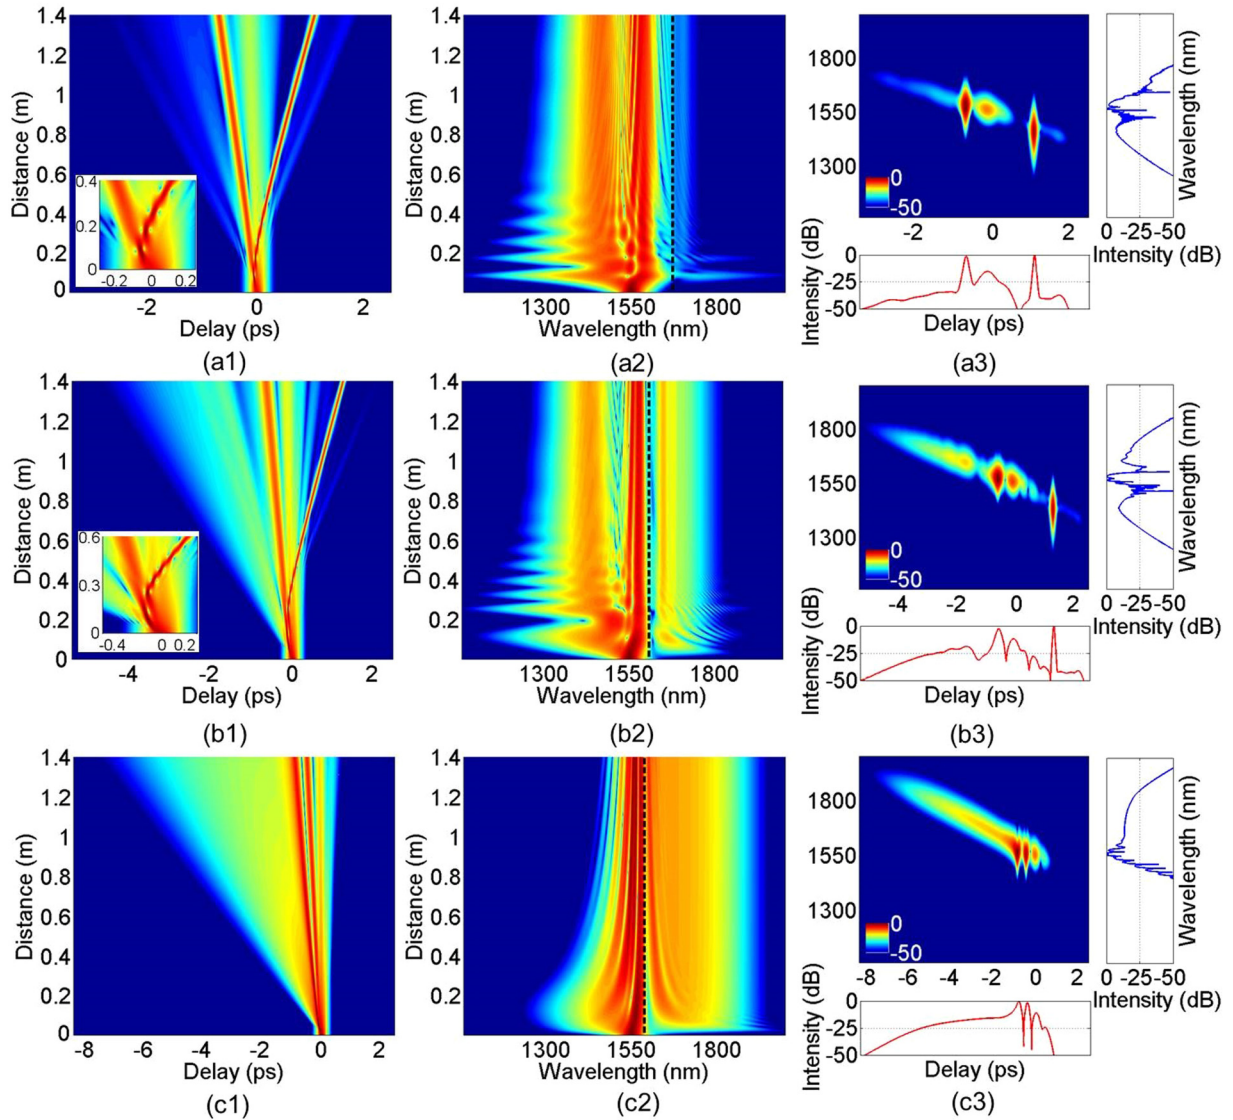 1.4
1.2
1
0.8
0.6
0.4
0.2
0
Distance (m)
0.4
0.2
0
-0.2 0 0.2
-2 0 2
Delay (ps)
(a1)
1.4
1.2
1
0.8
0.6
0.4
0.2
Distance (m)
1300 1550 1800
Wavelength (nm)
(a2)
1800
1550
1300
0
-50
-2 0 2
Wavelength (nm)
0 -25 -50
Intensity (dB)
Intensity (dB)
0
-25
-50
Delay (ps)
(a3)
1.4
1.2
1
0.8
0.6
0.4
0.2
0
Distance (m)
0.6
0.3
0
-0.4 0 0.2
-4 -2 0 2
Delay (ps)
(b1)
1.4
1.2
1
0.8
0.6
0.4
0.2
Distance (m)
1300 1550 1800
Wavelength (nm)
(b2)
1800
1550
1300
0
-50
-4 -2 0 2
Wavelength (nm)
0 -25 -50
Intensity (dB)
Intensity (dB)
0
-25
-50
Delay (ps)
(b3)
1.4
1.2
1
0.8
0.6
0.4
0.2
0
Distance (m)
-8 -6 -4 -2 0 2
Delay (ps)
(c1)
1.4
1.2
1
0.8
0.6
0.4
0.2
Distance (m)
1300 1550 1800
Wavelength (nm)
(c2)
1800
1550
1300
0
-50
-8 -6 -4 -2 0 2
Wavelength (nm)
0 -25 -50
Intensity (dB)
Intensity (dB)
0
-25
-50
Delay (ps)
(c3)